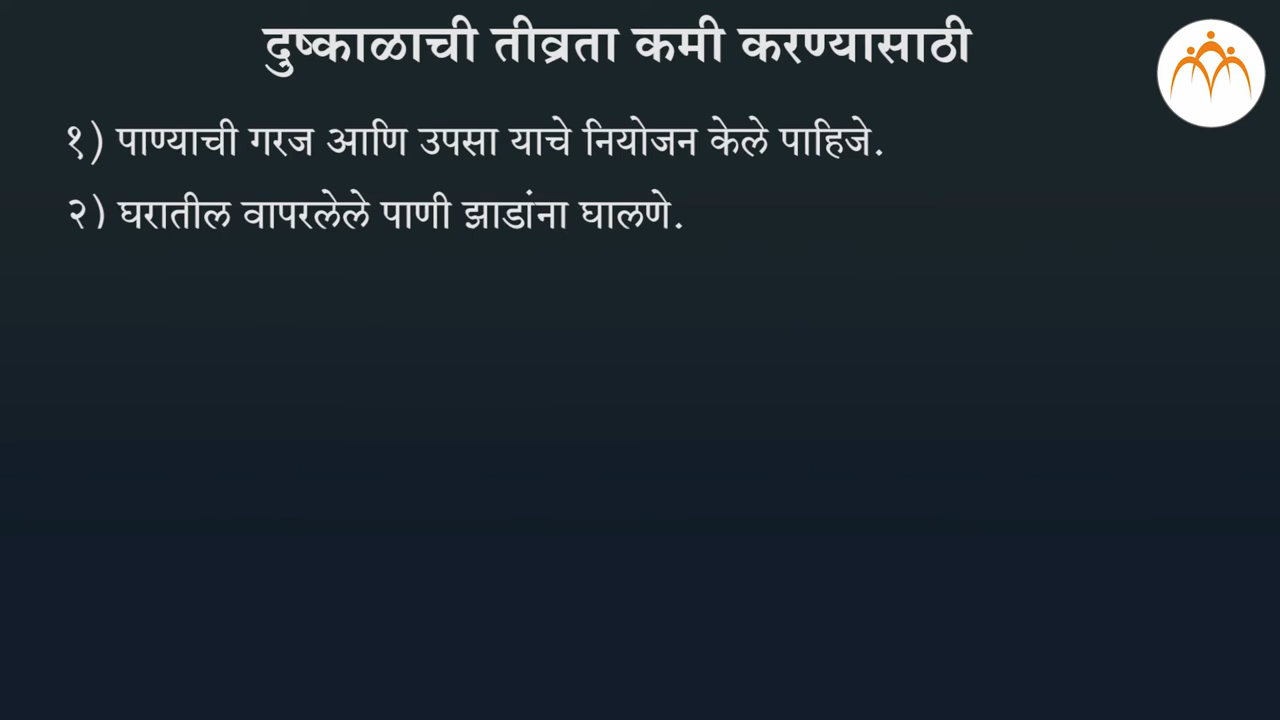 दुष्काळाची तीव्रता कमी करण्यासाठी
१) पाण्याची गरज आणि उपसा याचे नियोजन केले पाहिजे.
२) घरातील वापरलेले पाणी झाडांना घालणे.